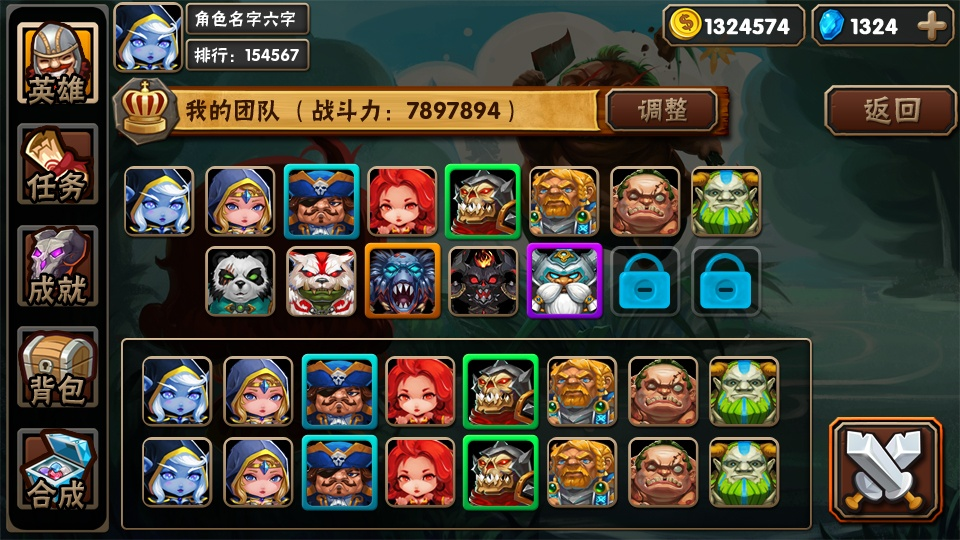 角色名字六字
排行：154567
1324574
1324
我的团队（战斗力：7897894）
调整
返回
英雄
任务
成就
背包
合成